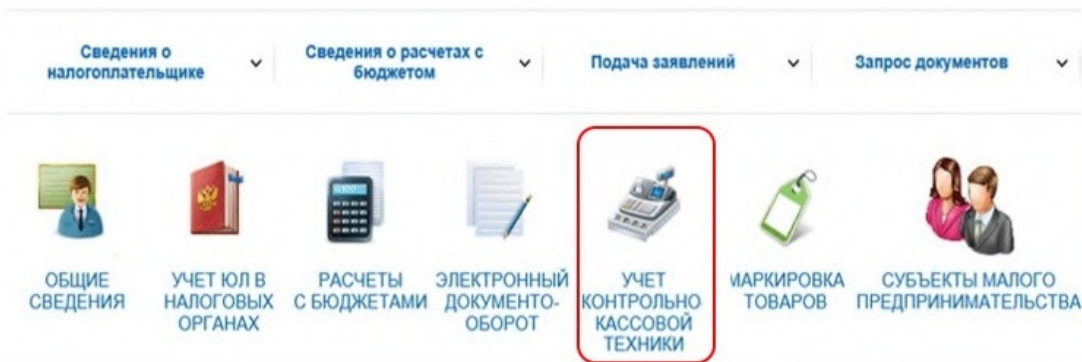 Сведения о
налогоплательщике
Сведения о расчетах с
бюджетом
Подача заявлений
Запрос документов
ОБЩИЕ
СВЕДЕНИЯ
УЧЕТ ЮЛ В
НАЛОГОВЫХ
ОРГАНАХ
РАСЧЕТЫ
С БЮДЖЕТАМИ
ЭЛЕКТРОННЫЙ
ДОКУМЕНТО-
ОБОРОТ
УЧЕТ
КОНТРОЛЬНО-
КАССОВОЙ
ТЕХНИКИ
МАРКИРОВКА
ТОВАРОВ
СУБЪЕКТЫ МАЛОГО
ПРЕДПРИНИМАТЕЛЬСТВА